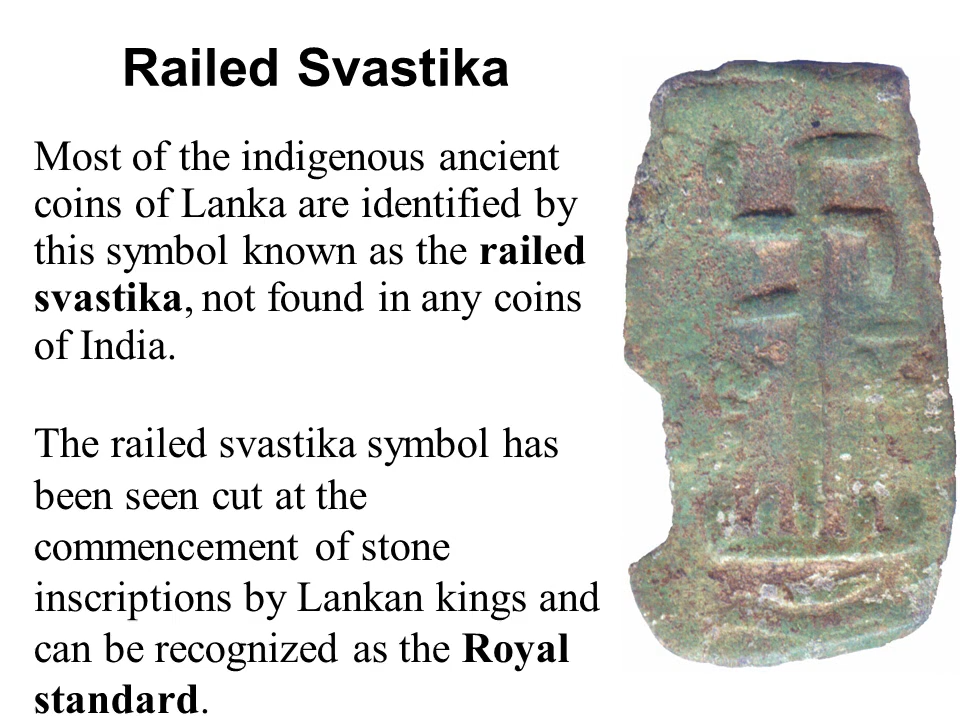 Railed Svastika
Most of the indigenous ancient
coins of Lanka are identified by
this symbol known as the railed
svastika, not found in any coins
of India.
The railed svastika symbol has
been seen cut at the
commencement of stone
inscriptions by Lankan kings and
can be recognized as the Royal
standard.